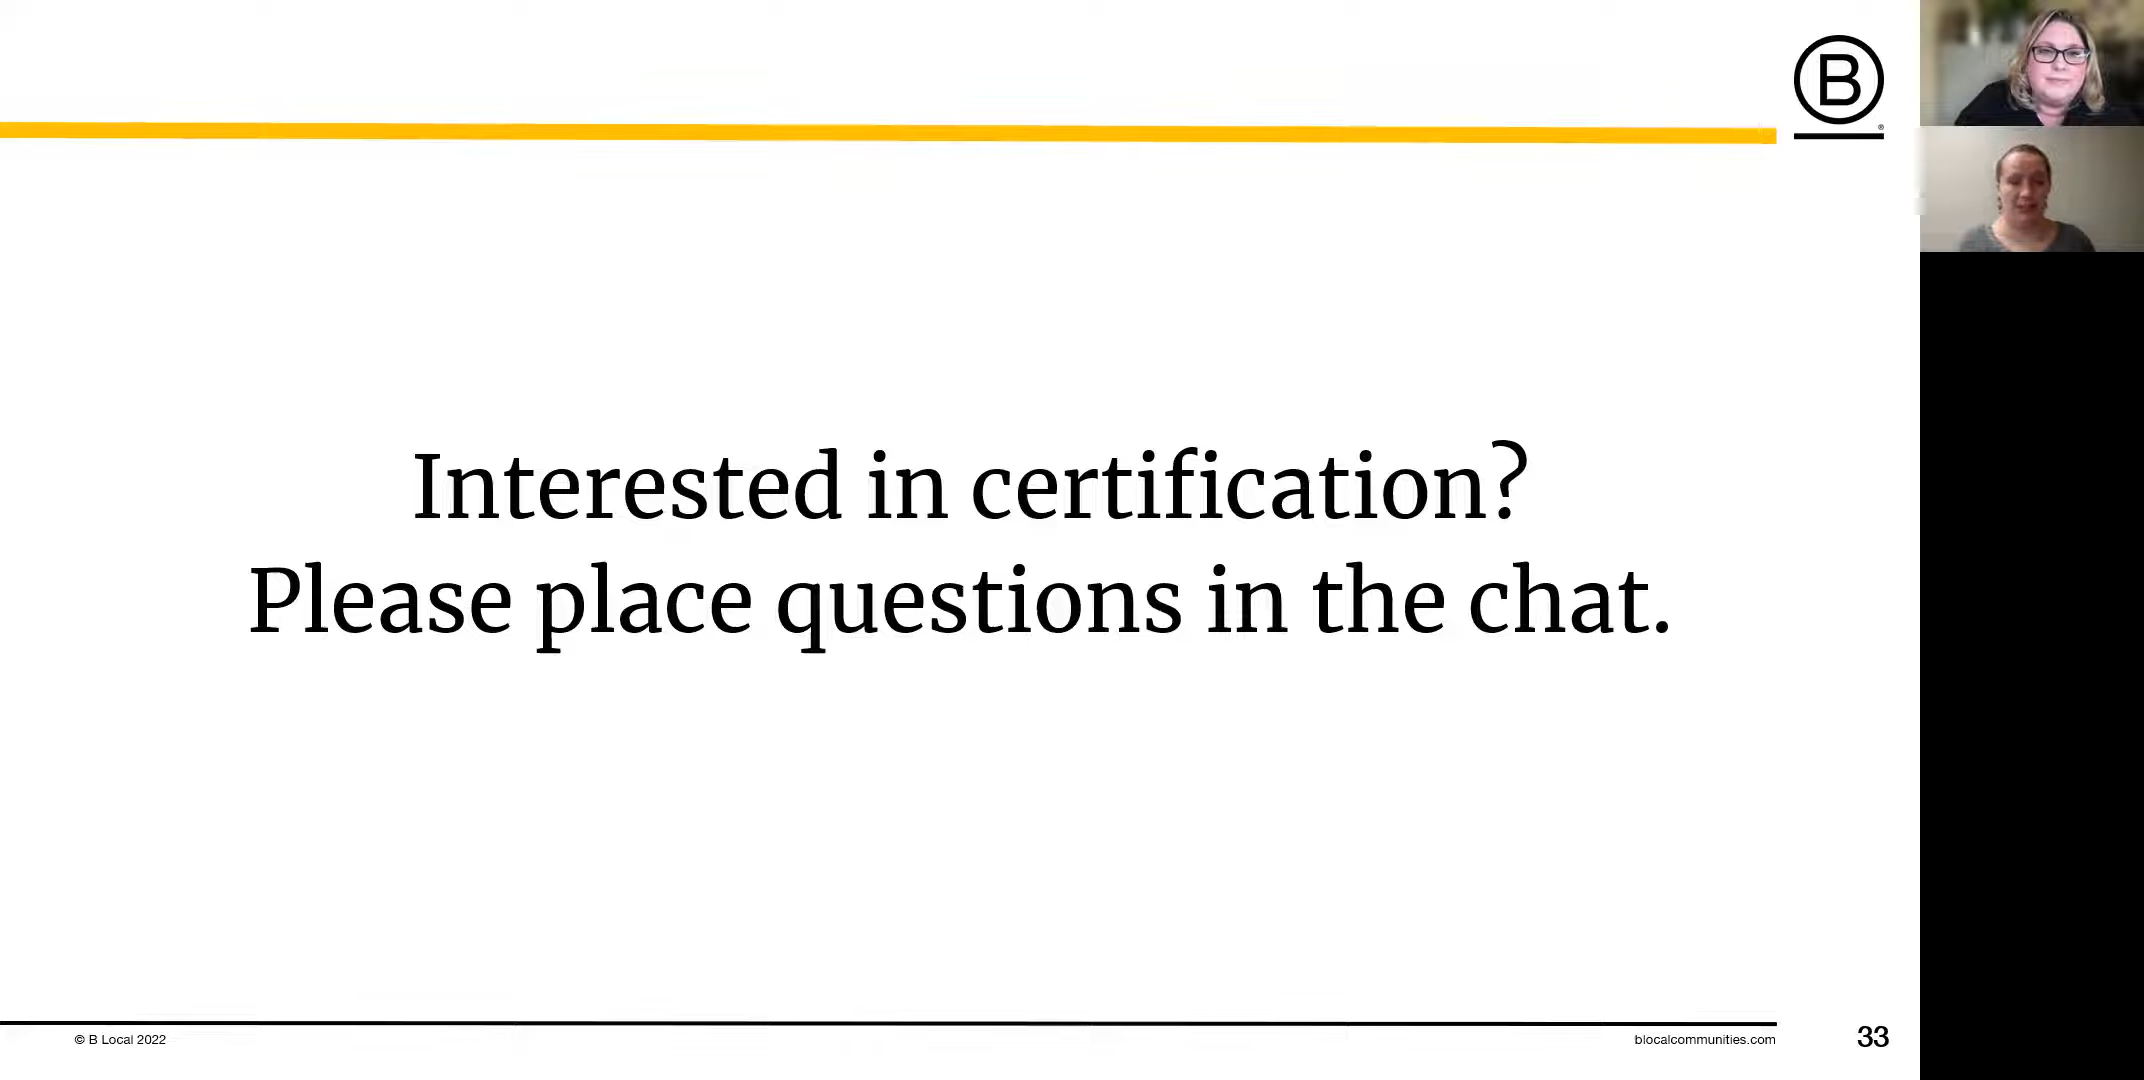 B
®
Interested in certification?
Please place questions in the chat.
© B Local 2022
blocalcommunities.com
33